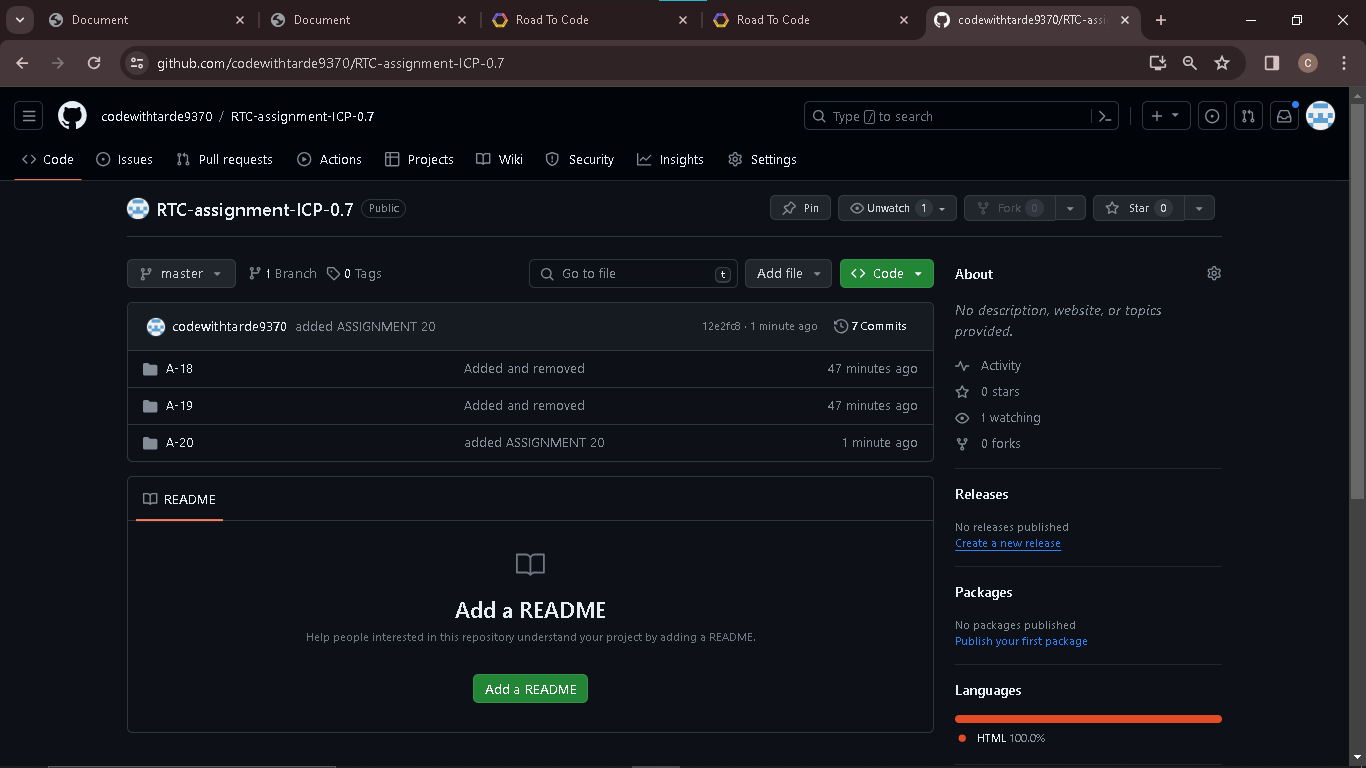 Document
Document
Road To Code
Road To Code
codewithtarde9370/RTC-assi
github.com/codewithtarde9370/RTC-assignment-ICP-0.7
C
codewithtarde9370 / RTC-assignment-ICP-0.7
Type / to search
Code
Issues
Pull requests
Actions
Projects
Wiki
Security
Insights
Settings
RTC-assignment-ICP-0.7 Public
Pin
Unwatch 1
Fork 0
Star 0
master
1 Branch
0 Tags
Go to file t
Add file
Code
codewithtarde9370 added ASSIGNMENT 20 12e2fc8 · 1 minute ago 7 Commits
A-18 Added and removed 47 minutes ago
A-19 Added and removed 47 minutes ago
A-20 added ASSIGNMENT 20 1 minute ago
README
Add a README
Help people interested in this repository understand your project by adding a README.
Add a README
About
No description, website, or topics
provided.
Activity
0 stars
1 watching
0 forks
Releases
No releases published
Create a new release
Packages
No packages published
Publish your first package
Languages
HTML 100.0%